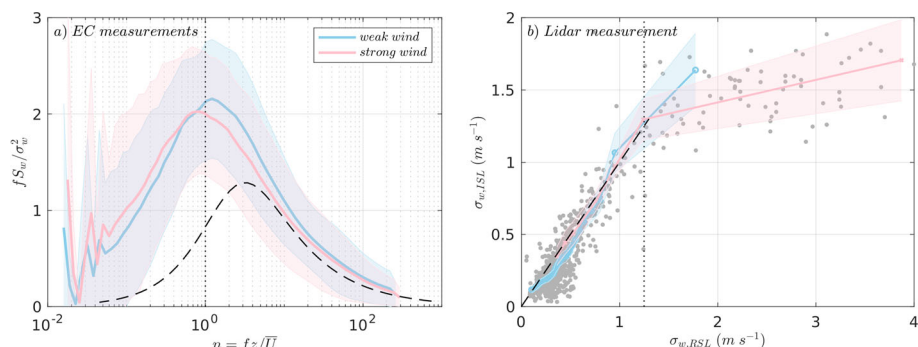 a) EC measurements
weak wind
strong wind
fS_w/σ_w^2
3
2
1
0
10^-2
10^0
10^2
n = fz/U̅
b) Lidar measurement
σ_w,ISL (m s^-1)
2
1.5
1
0.5
0
0
1
2
3
4
σ_w,RSL (m s^-1)